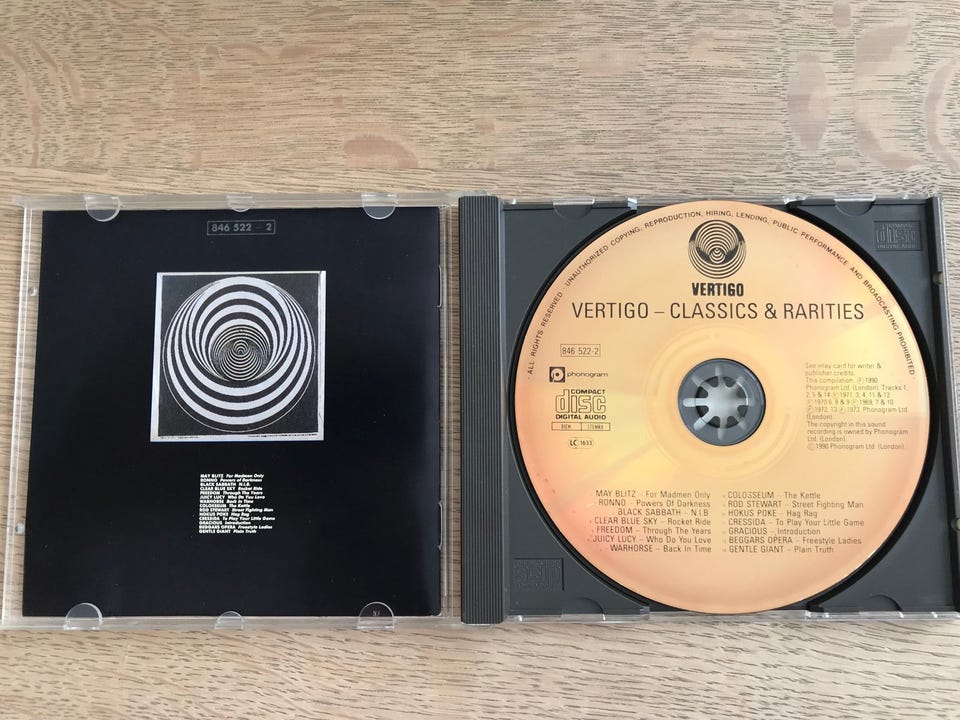 846 522 - 2
MAY BLITZ For Madmen Only
RONNO Powers of Darkness
BLACK SABBATH N.I.B.
CLEAR BLUE SKY Rocket Ride
FREEDOM Through The Years
JUICY LUCY Who Do You Love
WARHORSE Back in Time
COLOSSEUM The Kettle
ROD STEWART Street Fighting Man
HOKUS POKE Hag Rag
CRESSIDA To Play Your Little Game
GRACIOUS Introduction
BEGGARS OPERA Freestyle Ladies
GENTLE GIANT Plain Truth
ALL RIGHTS RESERVED · UNAUTHORIZED COPYING, REPRODUCTION, HIRING, LENDING, PUBLIC PERFORMANCE AND BROADCASTING PROHIBITED
VERTIGO
VERTIGO – CLASSICS & RARITIES
846 522-2
phonogram
COMPACT
disc
DIGITAL AUDIO
BIEM STEMRA
LC 1633
See inlay card for writer &
publisher credits.
This compilation ℗ 1990
Phonogram Ltd. (London). Tracks 1,
2, 5 & 14 ℗ 1971. 3, 4, 11 & 12
℗ 1970 6, 8 & 9 ℗ 1969, 7 & 10
℗ 1972, 13 ℗ 1973. Phonogram Ltd.
(London).
The copyright in this sound
recording is owned by Phonogram
Ltd. (London).
© 1990 Phonogram Ltd. (London).
MAY BLITZ – For Madmen Only
RONNO – Powers Of Darkness
BLACK SABBATH – N.I.B
CLEAR BLUE SKY – Rocket Ride
FREEDOM – Through The Years
JUICY LUCY – Who Do You Love
WARHORSE – Back In Time
COLOSSEUM – The Kettle
ROD STEWART – Street Fighting Man
HOKUS POKE – Hag Rag
CRESSIDA – To Play Your Little Game
GRACIOUS – Introduction
BEGGARS OPERA – Freestyle Ladies
GENTLE GIANT – Plain Truth
COMPACT
disc
DIGITAL AUDIO